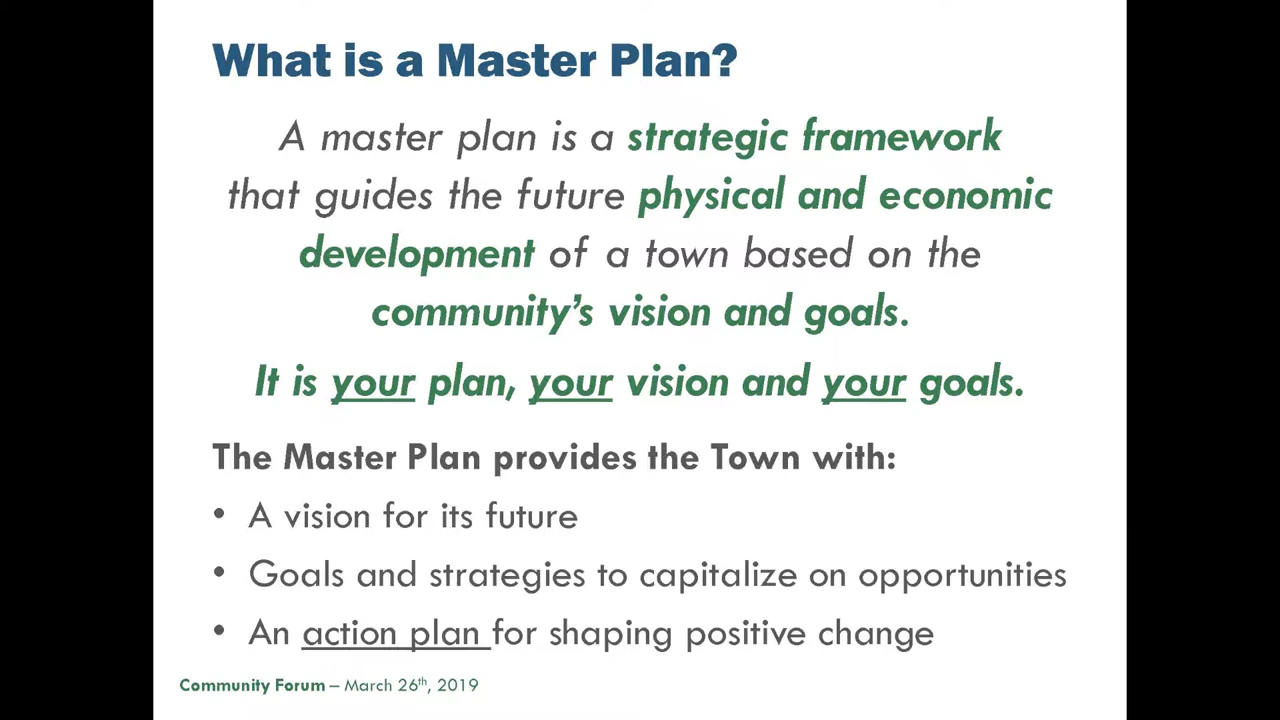 What is a Master Plan?
A master plan is a strategic framework
that guides the future physical and economic
development of a town based on the
community’s vision and goals.
It is your plan, your vision and your goals.
The Master Plan provides the Town with:
• A vision for its future
• Goals and strategies to capitalize on opportunities
• An action plan for shaping positive change
Community Forum – March 26th, 2019